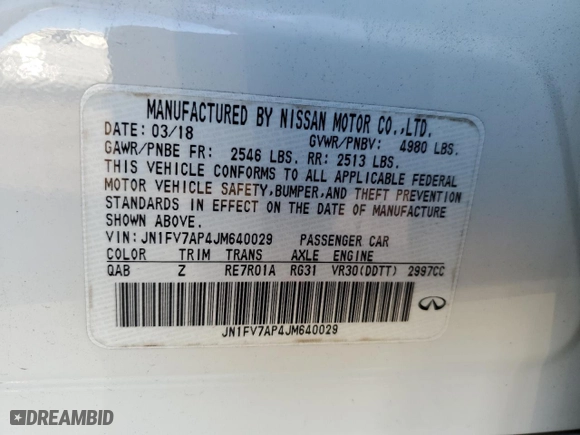 MANUFACTURED BY NISSAN MOTOR CO.,LTD.
DATE: 03/18 GVWR/PNBV: 4980 LBS.
GAWR/PNBE FR: 2546 LBS. RR: 2513 LBS.
THIS VEHICLE CONFORMS TO ALL APPLICABLE FEDERAL
MOTOR VEHICLE SAFETY,BUMPER,AND THEFT PREVENTION
STANDARDS IN EFFECT ON THE DATE OF MANUFACTURE
SHOWN ABOVE.
VIN: JN1FV7AP4JM640029 PASSENGER CAR
COLOR TRIM TRANS AXLE ENGINE
QAB Z RE7R01A RG31 VR30(DDTT) 2997CC
JN1FV7AP4JM640029
DREAMBID